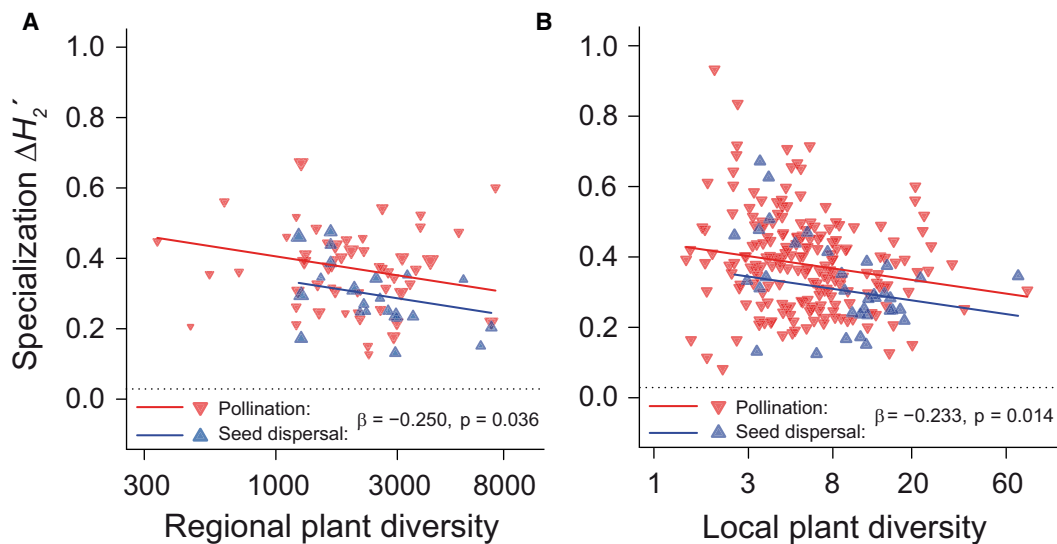 A
Specialization ΔH₂′
1.0
0.8
0.6
0.4
0.2
0.0
Pollination:
Seed dispersal:
β = −0.250, p = 0.036
300 1000 3000 8000
Regional plant diversity
B
1.0
0.8
0.6
0.4
0.2
0.0
Pollination:
Seed dispersal:
β = −0.233, p = 0.014
1 3 8 20 60
Local plant diversity